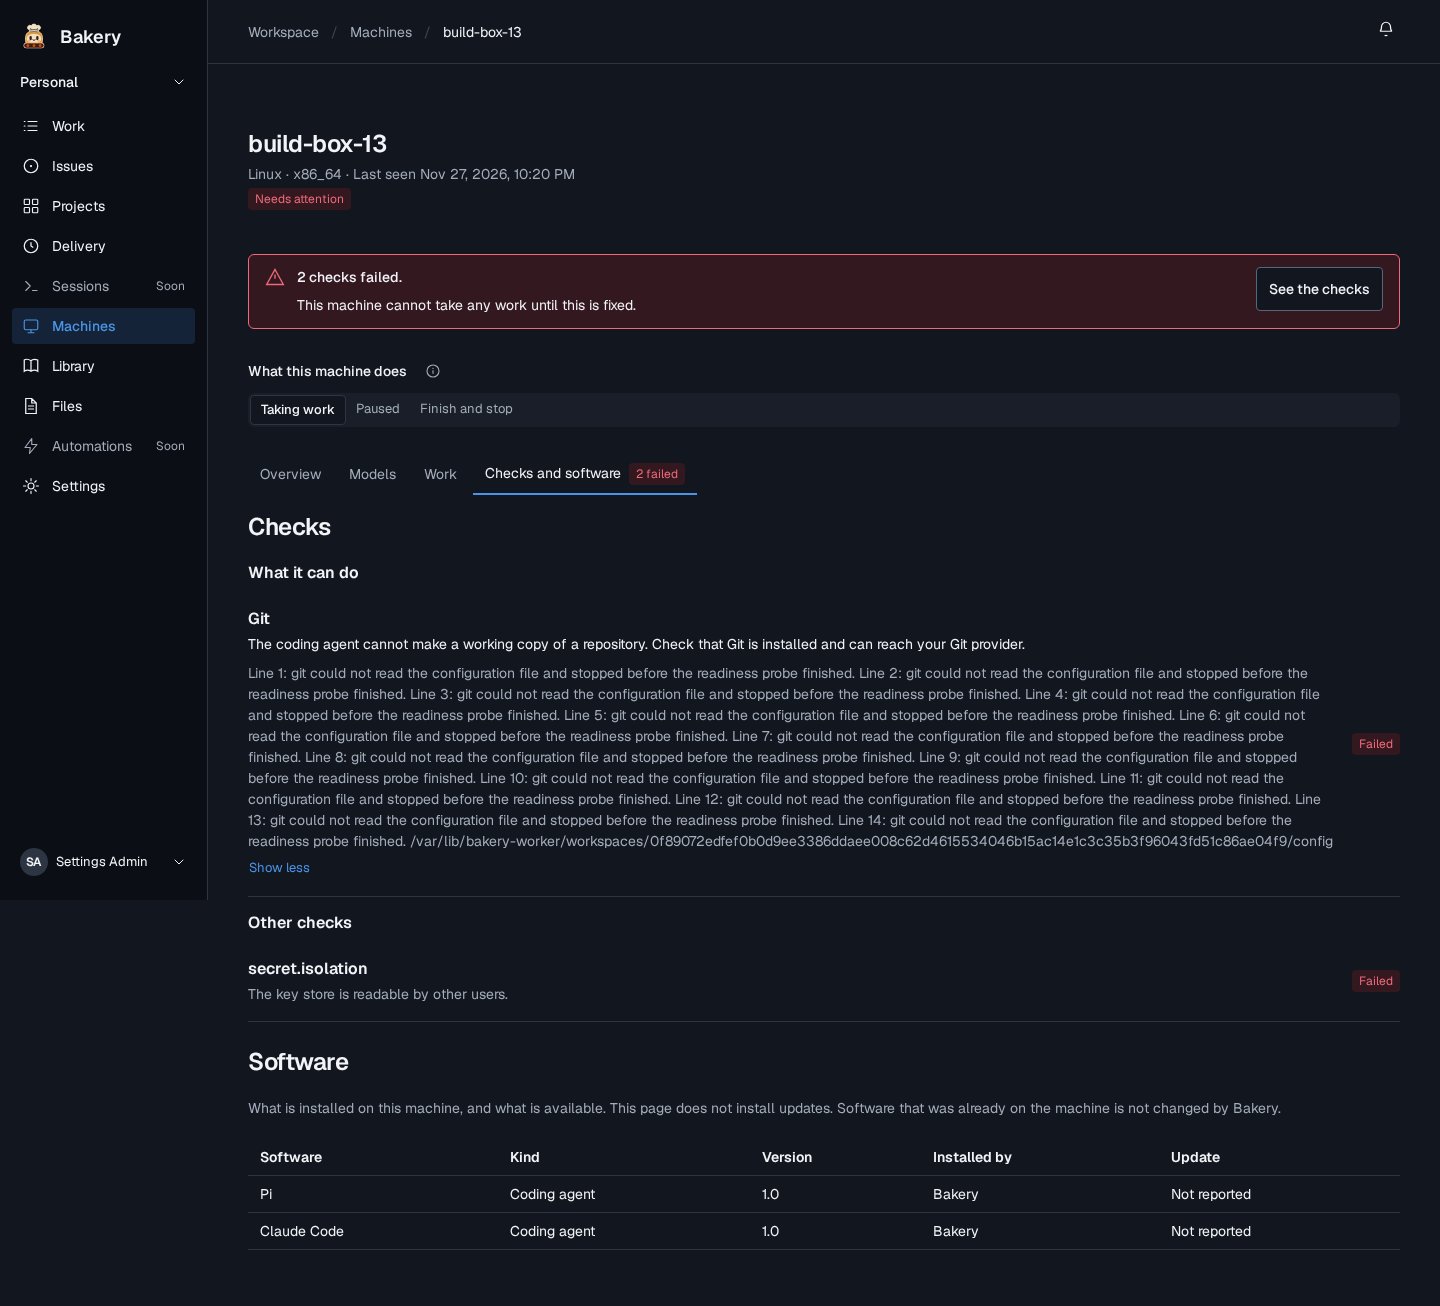 Bakery
Personal
Work
Issues
Projects
Delivery
Sessions Soon
Machines
Library
Files
Automations Soon
Settings
SA Settings Admin
Workspace / Machines / build-box-13
build-box-13
Linux · x86_64 · Last seen Nov 27, 2026, 10:20 PM
Needs attention
2 checks failed.
This machine cannot take any work until this is fixed.
See the checks
What this machine does
Taking work Paused Finish and stop
Overview Models Work Checks and software 2 failed
Checks
What it can do
Git
The coding agent cannot make a working copy of a repository. Check that Git is installed and can reach your Git provider.
Line 1: git could not read the configuration file and stopped before the readiness probe finished. Line 2: git could not read the configuration file and stopped before the
readiness probe finished. Line 3: git could not read the configuration file and stopped before the readiness probe finished. Line 4: git could not read the configuration file
and stopped before the readiness probe finished. Line 5: git could not read the configuration file and stopped before the readiness probe finished. Line 6: git could not
read the configuration file and stopped before the readiness probe finished. Line 7: git could not read the configuration file and stopped before the readiness probe
finished. Line 8: git could not read the configuration file and stopped before the readiness probe finished. Line 9: git could not read the configuration file and stopped
before the readiness probe finished. Line 10: git could not read the configuration file and stopped before the readiness probe finished. Line 11: git could not read the
configuration file and stopped before the readiness probe finished. Line 12: git could not read the configuration file and stopped before the readiness probe finished. Line
13: git could not read the configuration file and stopped before the readiness probe finished. Line 14: git could not read the configuration file and stopped before the
readiness probe finished. /var/lib/bakery-worker/workspaces/0f89072edfef0b0d9ee3386ddaee008c62d4615534046b15ac14e1c3c35b3f96043fd51c86ae04f9/config
Failed
Show less
Other checks
secret.isolation
The key store is readable by other users.
Failed
Software
What is installed on this machine, and what is available. This page does not install updates. Software that was already on the machine is not changed by Bakery.
Software Kind Version Installed by Update
Pi Coding agent 1.0 Bakery Not reported
Claude Code Coding agent 1.0 Bakery Not reported